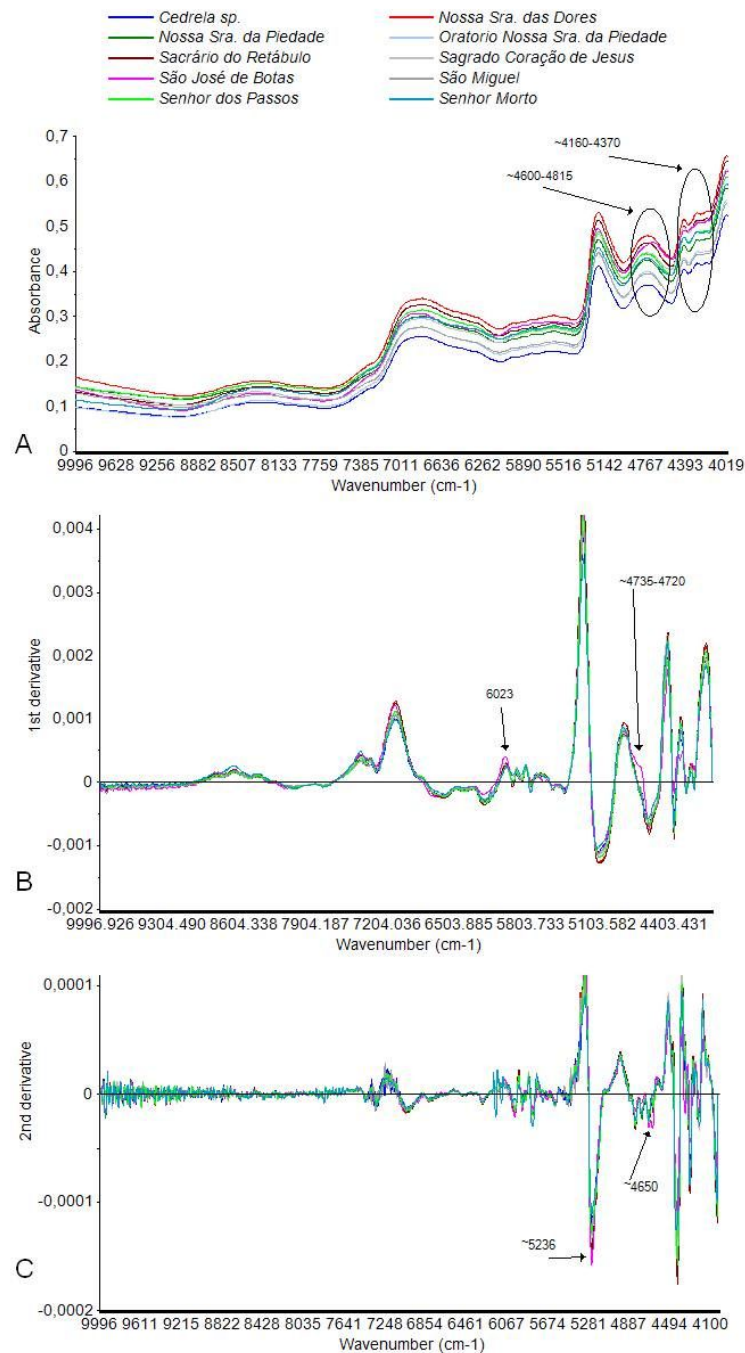 Cedrela sp.
Nossa Sra. das Dores
Nossa Sra. da Piedade
Oratorio Nossa Sra. da Piedade
Sacrário do Retábulo
Sagrado Coração de Jesus
São José de Botas
São Miguel
Senhor dos Passos
Senhor Morto
0,7
0,6
0,5
0,4
0,3
0,2
0,1
0
Absorbance
~4160-4370
~4600-4815
A
9996 9628 9256 8882 8507 8133 7759 7385 7011 6636 6262 5890 5516 5142 4767 4393 4019
Wavenumber (cm-1)
0,004
0,003
0,002
0,001
0
-0,001
-0,002
1st derivative
~4735-4720
6023
B
9996.926 9304.490 8604.338 7904.187 7204.036 6503.885 5803.733 5103.582 4403.431
Wavenumber (cm-1)
0,0001
0
-0,0001
-0,0002
2nd derivative
~4650
~5236
C
9996 9611 9215 8822 8428 8035 7641 7248 6854 6461 6067 5674 5281 4887 4494 4100
Wavenumber (cm-1)